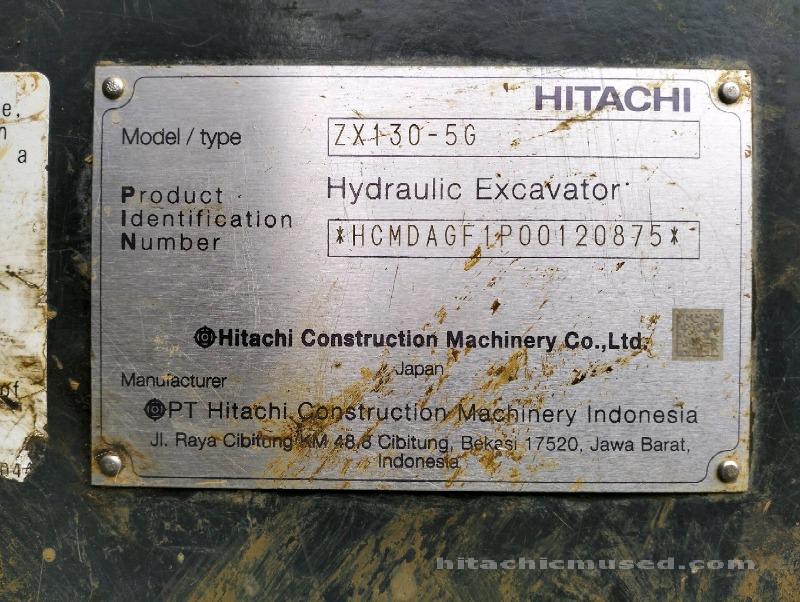 HITACHI
Model / type ZX130-5G
Hydraulic Excavator
Product
Identification
Number *HCMDAGF1P00120875*
Hitachi Construction Machinery Co.,Ltd.
Japan
Manufacturer
PT Hitachi Construction Machinery Indonesia
Jl. Raya Cibitung KM 48,8 Cibitung, Bekasi 17520, Jawa Barat,
Indonesia
e,
n
a
of
hitachicmused.com